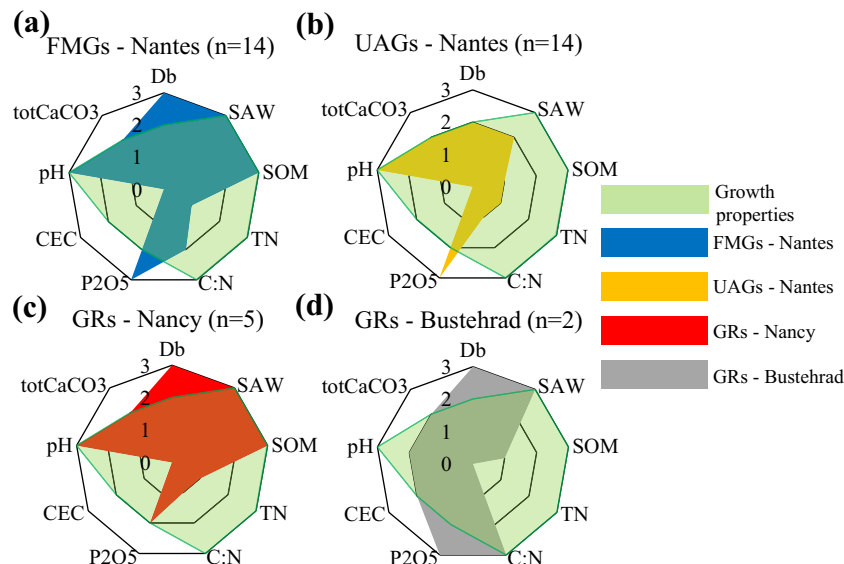 (a)
FMGs - Nantes (n=14)
Db
3
2
1
0
SAW
SOM
TN
C:N
P2O5
CEC
pH
totCaCO3
(b)
UAGs - Nantes (n=14)
Db
3
2
1
0
SAW
SOM
TN
C:N
P2O5
CEC
pH
totCaCO3
(c)
GRs - Nancy (n=5)
Db
3
2
1
0
SAW
SOM
TN
C:N
P2O5
CEC
pH
totCaCO3
(d)
GRs - Bustehrad (n=2)
Db
3
2
1
0
SAW
SOM
TN
C:N
P2O5
CEC
pH
totCaCO3
Growth
properties
FMGs - Nantes
UAGs - Nantes
GRs - Nancy
GRs - Bustehrad